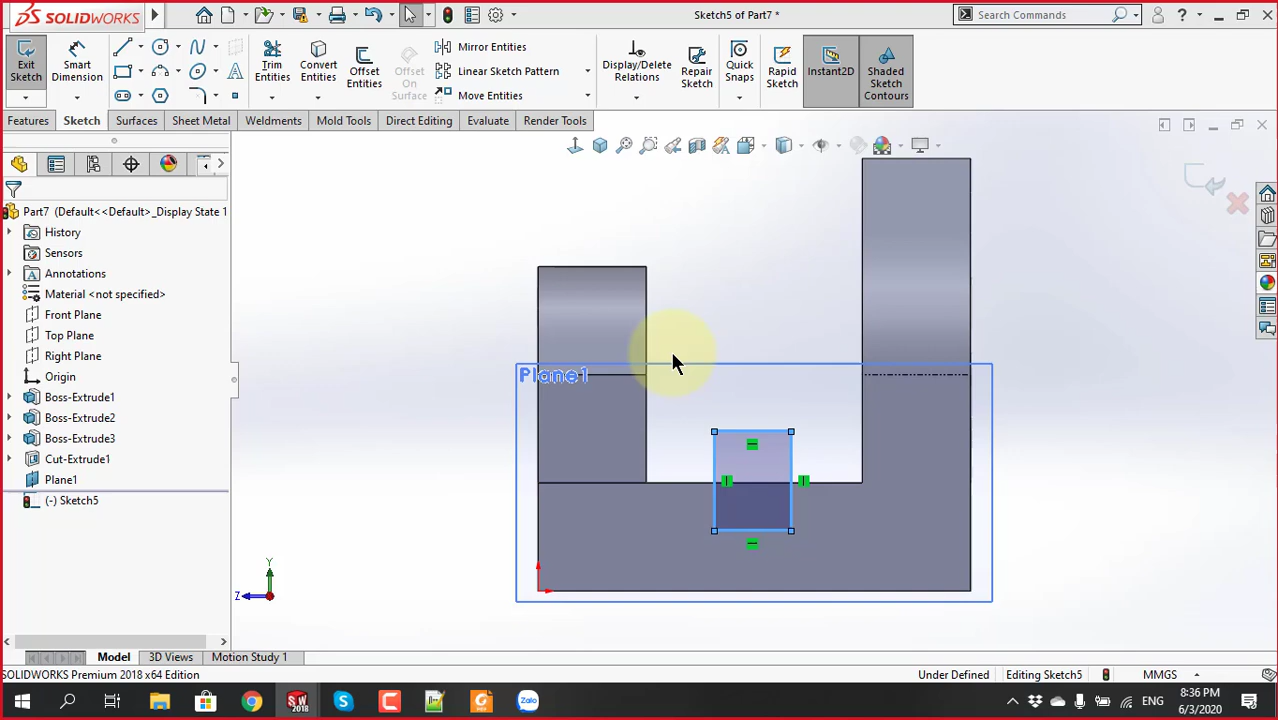 SOLIDWORKS
Sketch5 of Part7 *
Search Commands
?
Exit Sketch
Smart Dimension
Trim Entities
Convert Entities
Offset Entities
Offset On Surface
Mirror Entities
Linear Sketch Pattern
Move Entities
Display/Delete Relations
Repair Sketch
Quick Snaps
Rapid Sketch
Instant2D
Shaded Sketch Contours
Features
Sketch
Surfaces
Sheet Metal
Weldments
Mold Tools
Direct Editing
Evaluate
Render Tools
Part7 (Default<<Default>_Display State 1
History
Sensors
Annotations
Material <not specified>
Front Plane
Top Plane
Right Plane
Origin
Boss-Extrude1
Boss-Extrude2
Boss-Extrude3
Cut-Extrude1
Plane1
(-) Sketch5
Plane1
Y
Z
Model
3D Views
Motion Study 1
SOLIDWORKS Premium 2018 x64 Edition
Under Defined
Editing Sketch5
MMGS
SW
2018
Zalo
ENG
8:36 PM
6/3/2020